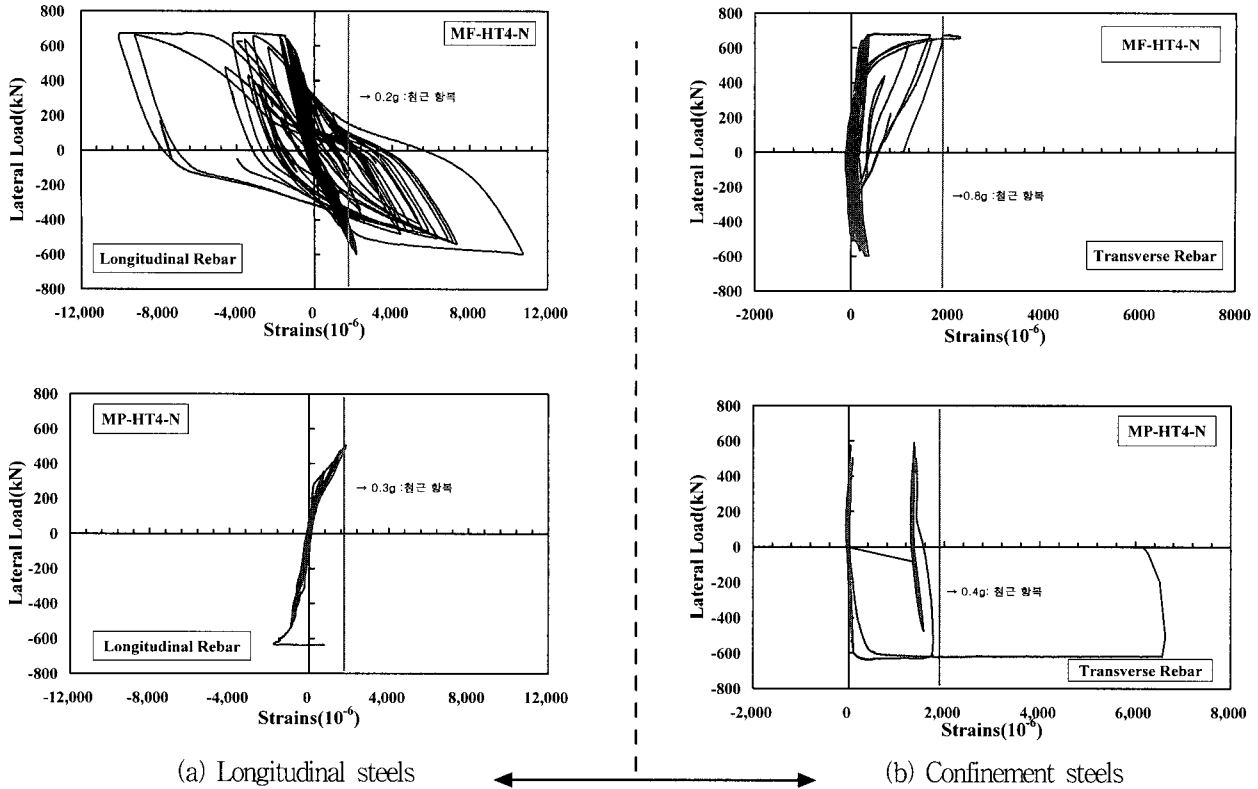 800
600
400
200
0
-200
-400
-600
-800
Lateral Load(kN)
MF-HT4-N
→ 0.2g :철근 항복
Longitudinal Rebar
-12,000 -8,000 -4,000 0 4,000 8,000 12,000
Strains(10-6)
800
600
400
200
0
-200
-400
-600
-800
Lateral Load(kN)
MF-HT4-N
→0.8g :철근 항복
Transverse Rebar
-2000 0 2000 4000 6000 8000
Strains(10-6)
800
600
400
200
0
-200
-400
-600
-800
Lateral Load(kN)
MP-HT4-N
→ 0.3g :철근 항복
Longitudinal Rebar
-12,000 -8,000 -4,000 0 4,000 8,000 12,000
Strains(10-6)
800
600
400
200
0
-200
-400
-600
-800
Lateral Load(kN)
MP-HT4-N
→ 0.4g: 철근 항복
Transverse Rebar
-2,000 0 2,000 4,000 6,000 8,000
Strains(10-6)
(a) Longitudinal steels
(b) Confinement steels